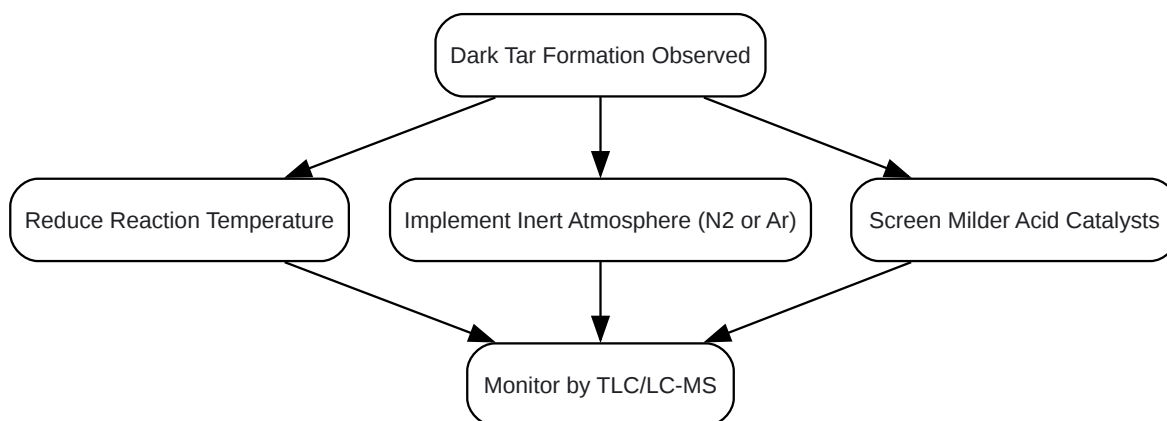 Dark Tar Formation Observed
Reduce Reaction Temperature
Implement Inert Atmosphere (N2 or Ar)
Screen Milder Acid Catalysts
Monitor by TLC/LC-MS